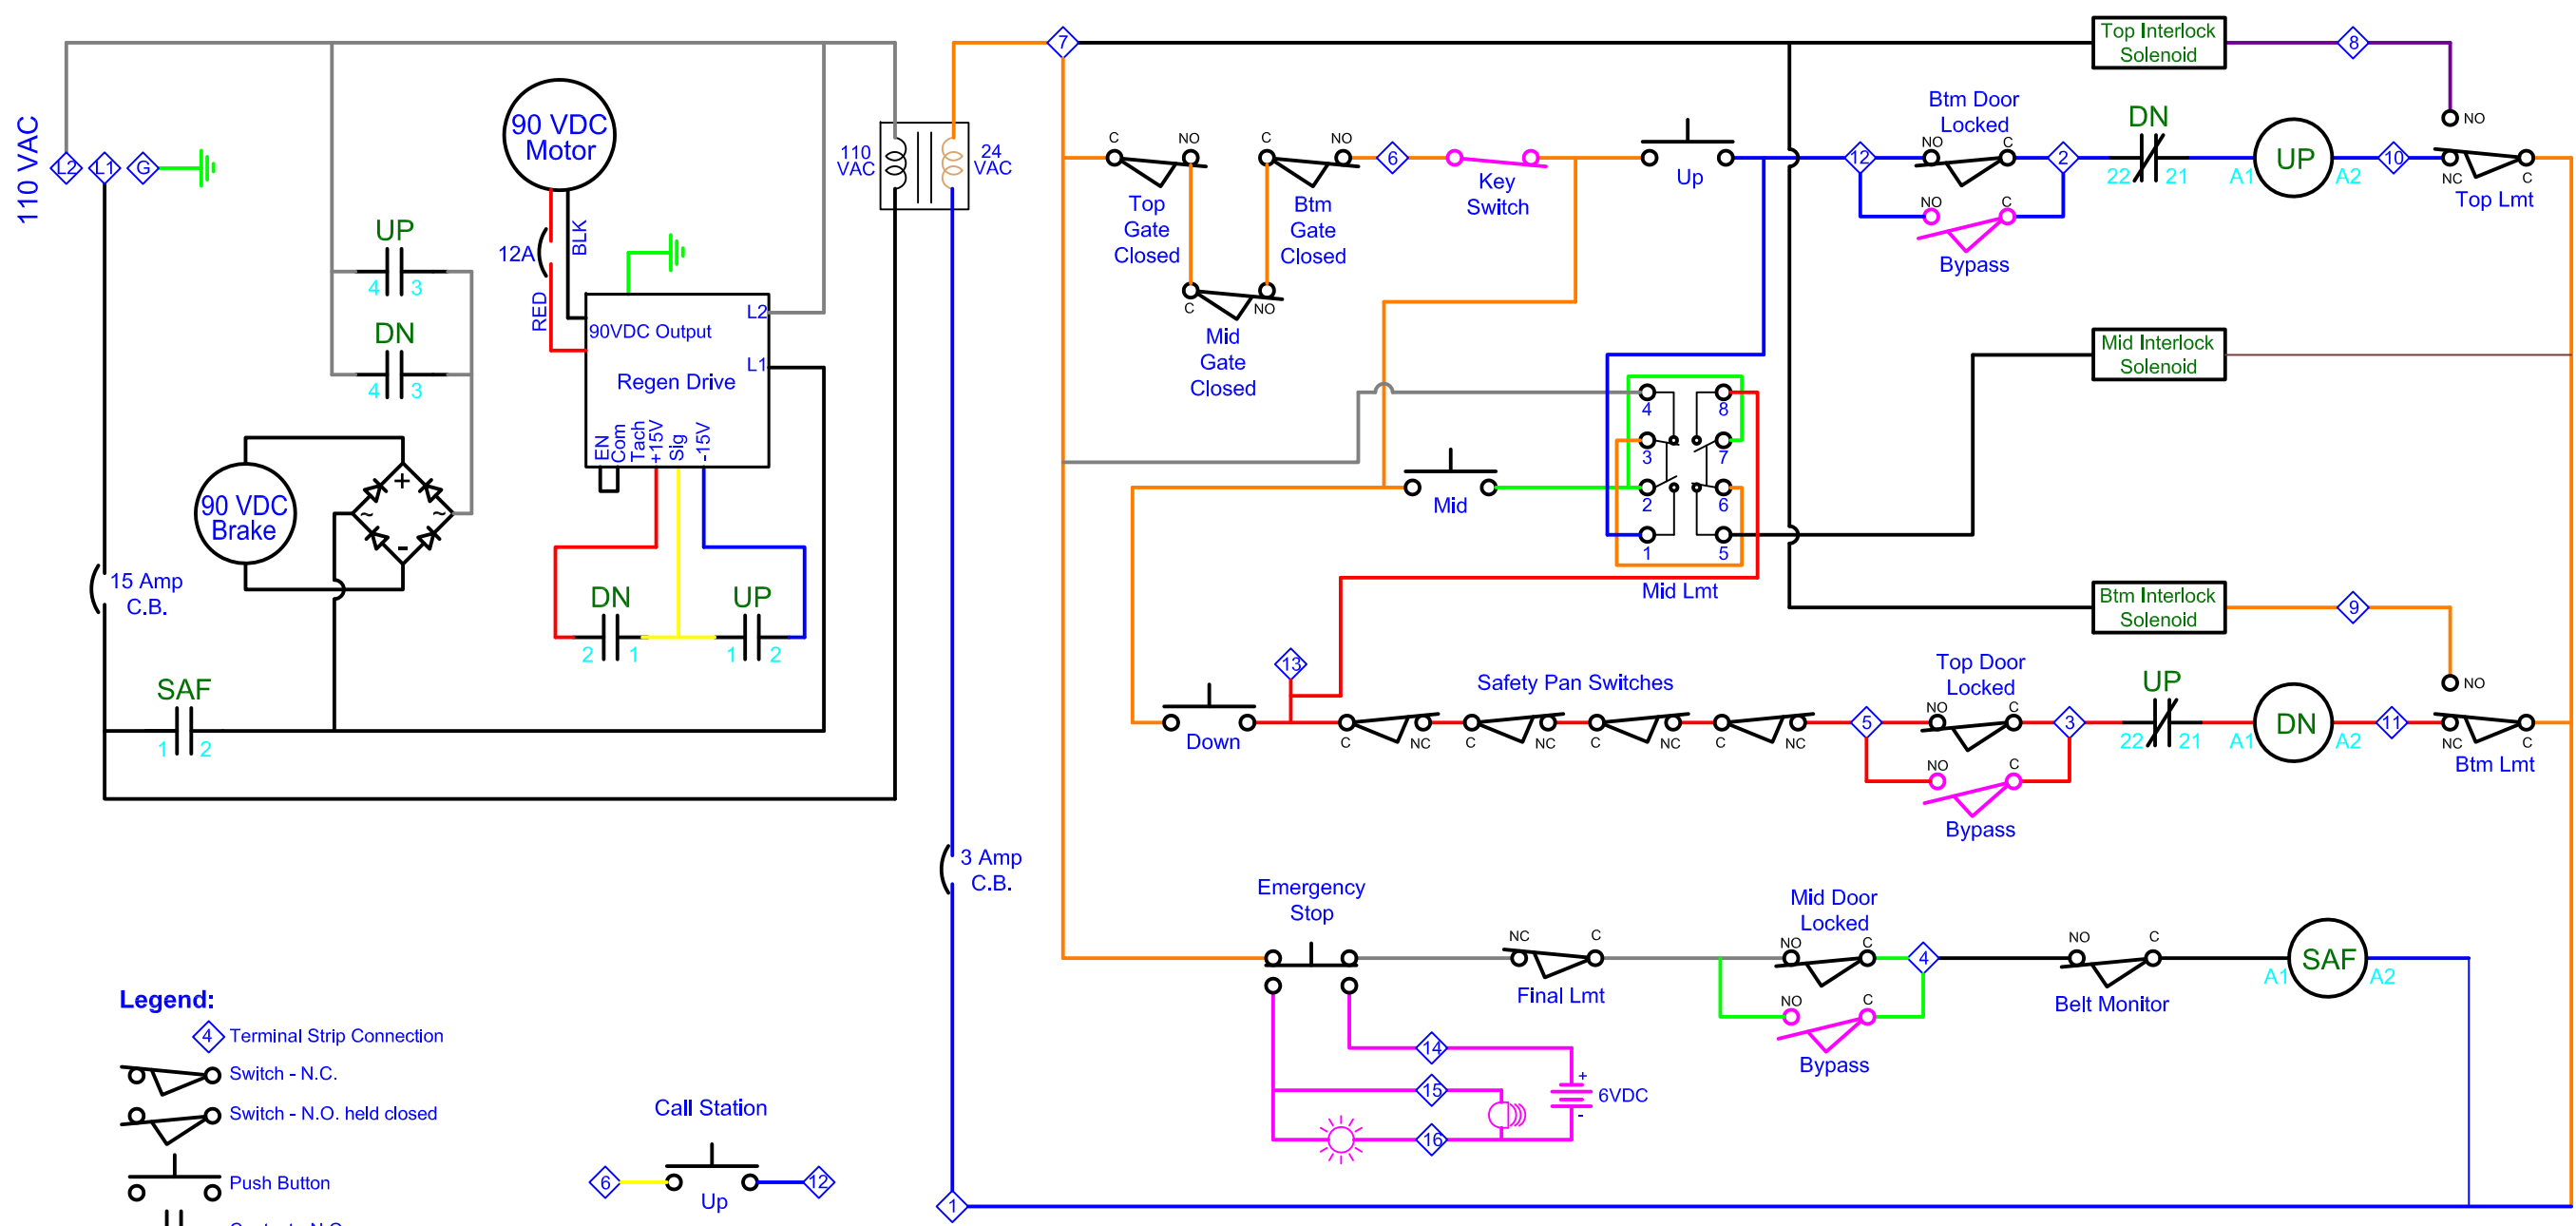 110 VAC
L2
L1
G
90 VDC
Motor
12A
BLK
RED
UP
4
3
DN
4
3
90VDC Output
L2
L1
Regen Drive
EN
Com
Tach
+15V
Sig
-15V
90 VDC
Brake
+
~
~
-
15 Amp
C.B.
DN
2
1
UP
1
2
SAF
1
2
110
VAC
24
VAC
3 Amp
C.B.
1
7
C
NO
Top
Gate
Closed
C
NO
Mid
Gate
Closed
C
NO
Btm
Gate
Closed
6
Key
Switch
Up
12
Btm Door
Locked
NO
C
NO
C
Bypass
2
DN
22
21
A1
UP
A2
10
NC
C
Top Lmt
NO
8
Top Interlock
Solenoid
Mid Interlock
Solenoid
Mid
4
3
2
1
8
7
6
5
Mid Lmt
Btm Interlock
Solenoid
9
NO
Down
13
Safety Pan Switches
C
NC
C
NC
C
NC
C
NC
5
Top Door
Locked
NO
C
NO
C
Bypass
3
UP
22
21
A1
DN
A2
11
NC
C
Btm Lmt
Emergency
Stop
NC
C
Final Lmt
Mid Door
Locked
NO
C
NO
C
Bypass
4
NO
C
Belt Monitor
A1
SAF
A2
14
15
16
+
-
6VDC
Legend:
4
Terminal Strip Connection
Switch - N.C.
Switch - N.O. held closed
Push Button
Call Station
6
12
Up